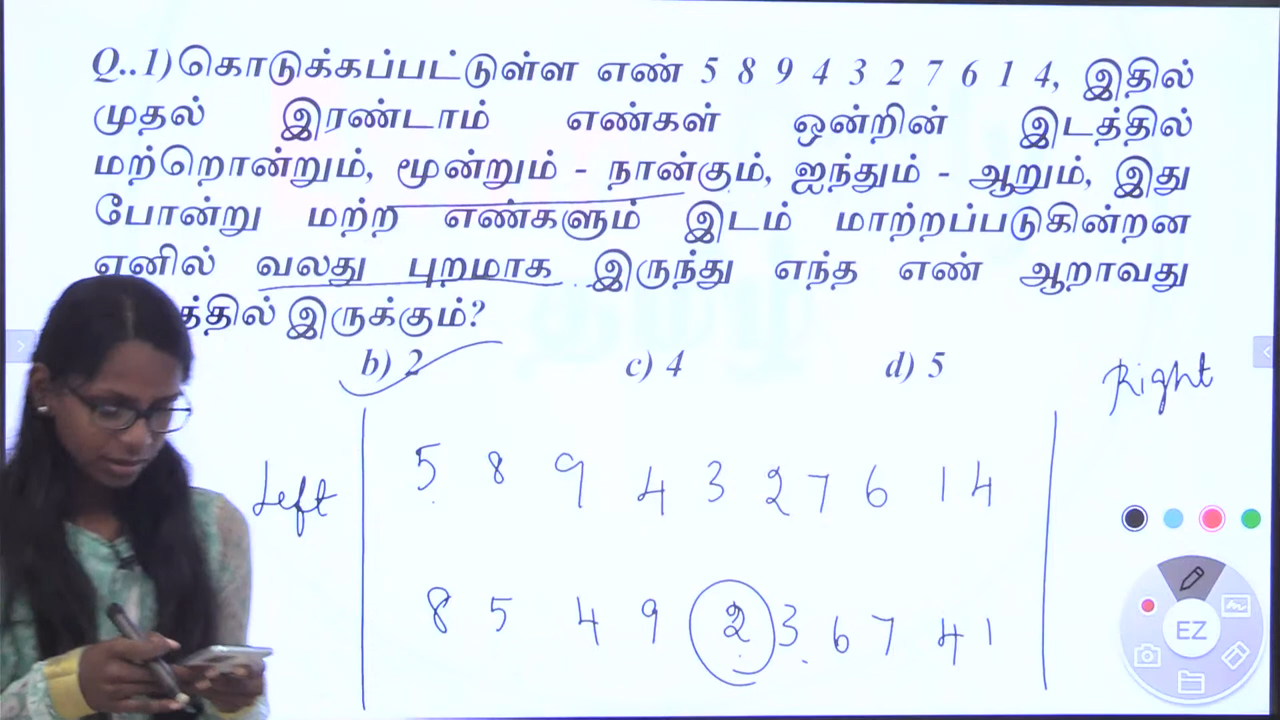 Q..1)கொடுக்கப்பட்டுள்ள எண் 5 8 9 4 3 2 7 6 1 4, இதில்
முதல் இரண்டாம் எண்கள் ஒன்றின் இடத்தில்
மற்றொன்றும், மூன்றும் - நான்கும், ஐந்தும் - ஆறும், இது
போன்று மற்ற எண்களும் இடம் மாற்றப்படுகின்றன
எனில் வலது புறமாக இருந்து எந்த எண் ஆறாவது
த்தில் இருக்கும்?
b) 2 c) 4 d) 5
Right
Left 5 8 9 4 3 2 7 6 1 4
8 5 4 9 2 3 6 7 4 1
EZ